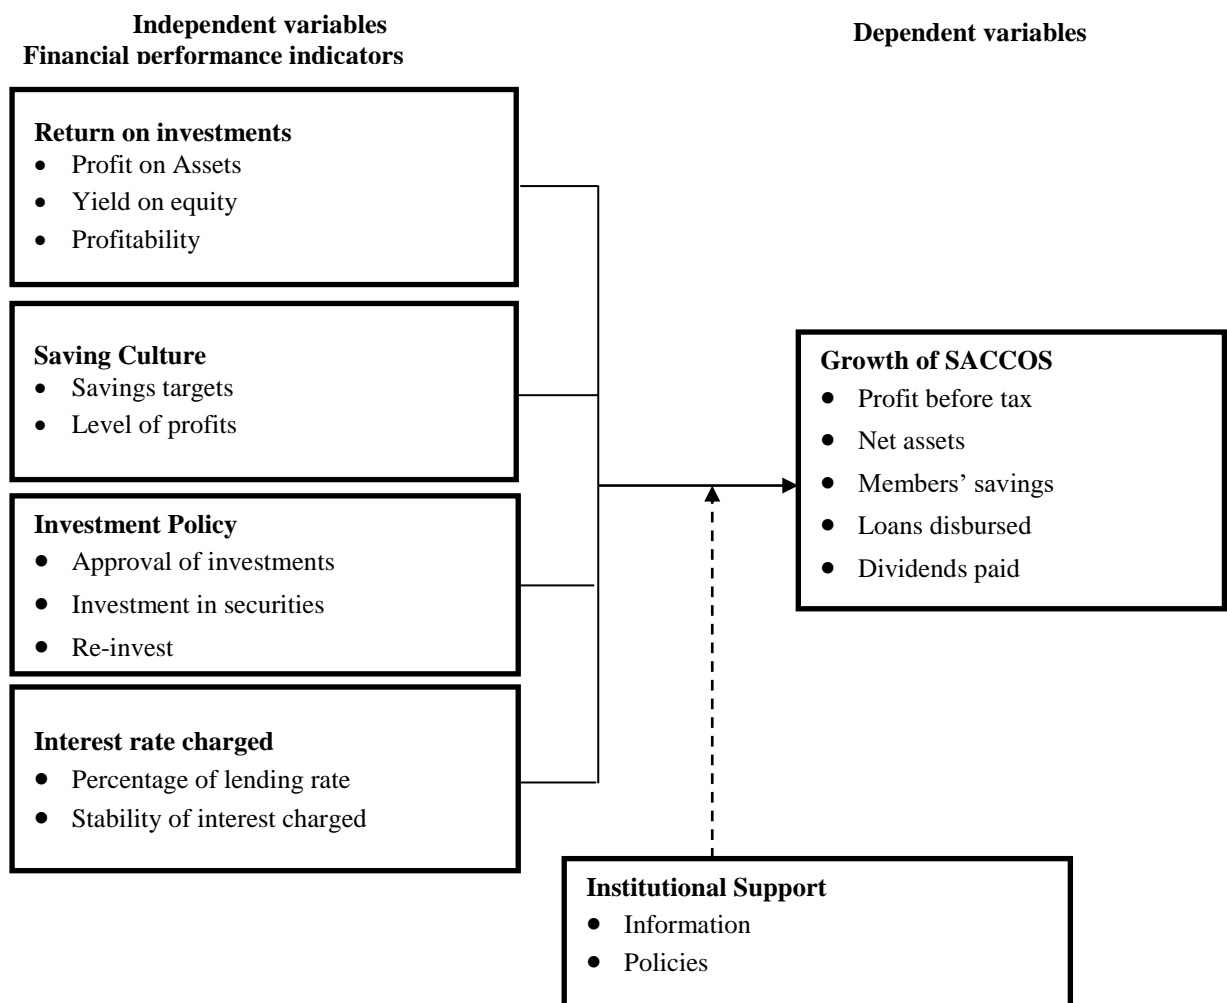 Independent variables
Financial performance indicators
Dependent variables
Return on investments
• Profit on Assets
• Yield on equity
• Profitability
Saving Culture
• Savings targets
• Level of profits
Investment Policy
• Approval of investments
• Investment in securities
• Re-invest
Interest rate charged
• Percentage of lending rate
• Stability of interest charged
Growth of SACCOS
• Profit before tax
• Net assets
• Members’ savings
• Loans disbursed
• Dividends paid
Institutional Support
• Information
• Policies